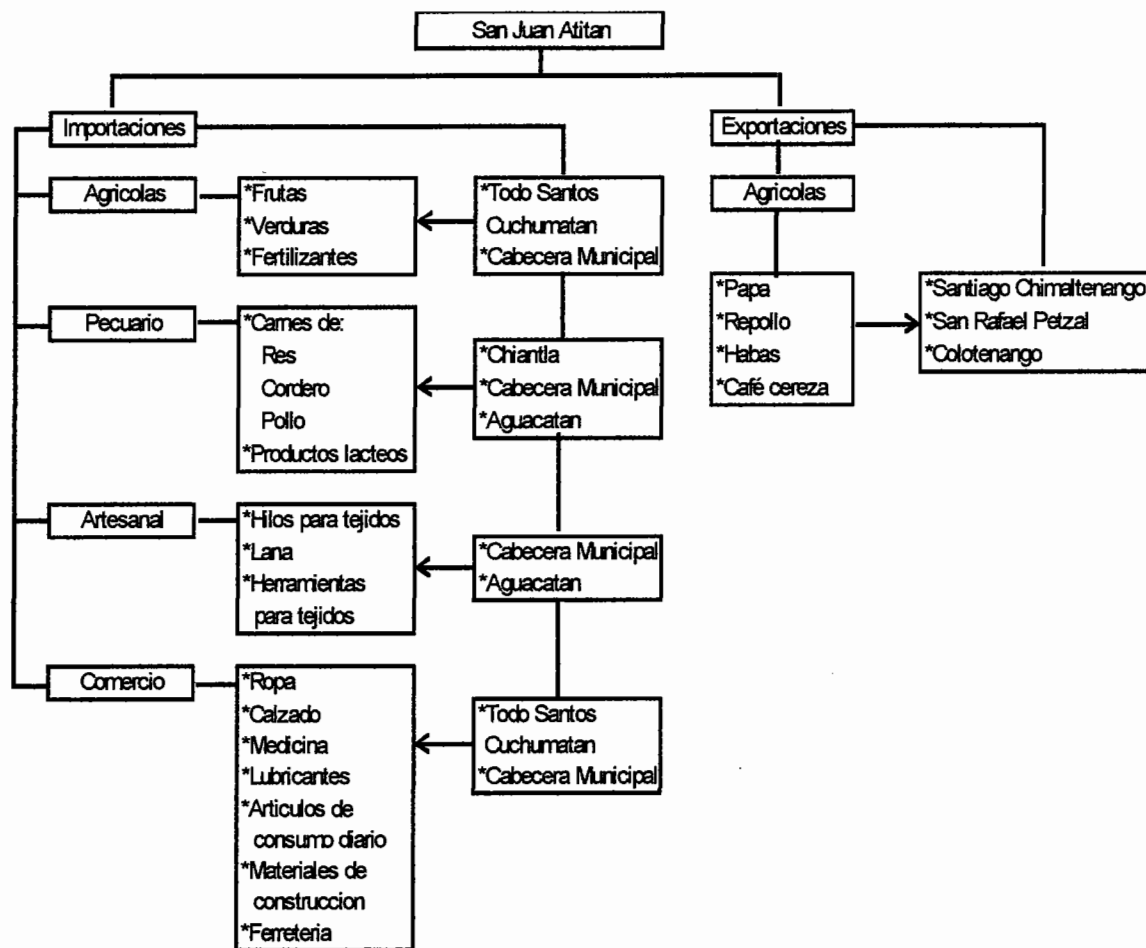 San Juan Atitan
Importaciones
Exportaciones
Agricolas
*Frutas
*Verduras
*Fertilizantes
*Todo Santos
Cuchumatan
*Cabecera Municipal
Agricolas
*Papa
*Repollo
*Habas
*Café cereza
*Santiago Chimaltenango
*San Rafael Petzal
*Colotenango
Pecuario
*Carnes de:
Res
Cordero
Pollo
*Productos lacteos
*Chiantla
*Cabecera Municipal
*Aguacatan
Artesanal
*Hilos para tejidos
*Lana
*Herramientas
para tejidos
*Cabecera Municipal
*Aguacatan
Comercio
*Ropa
*Calzado
*Medicina
*Lubricantes
*Articulos de
consumo diario
*Materiales de
construccion
*Ferreteria
*Todo Santos
Cuchumatan
*Cabecera Municipal